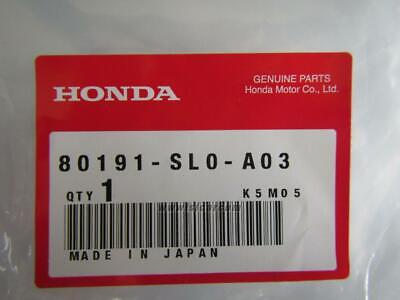 GENUINE PARTS
HONDA Honda Motor Co., Ltd.
80191-SL0-A03
QTY 1 K5M05
MADE IN JAPAN